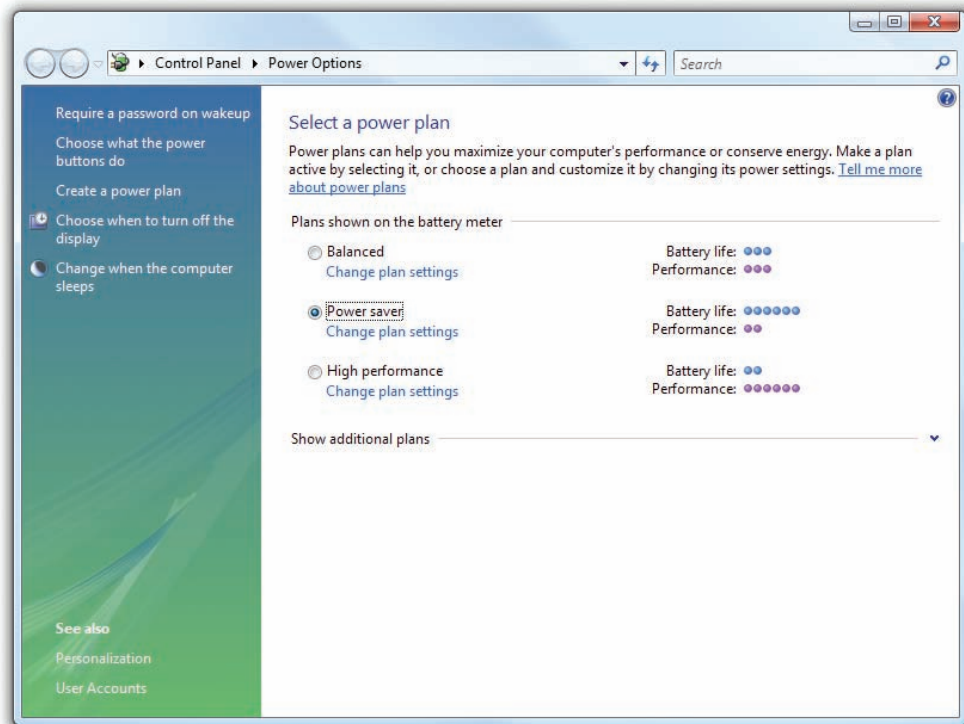 Control Panel
Power Options
Search
Require a password on wakeup
Choose what the power
buttons do
Create a power plan
Choose when to turn off the
display
Change when the computer
sleeps
See also
Personalization
User Accounts
Select a power plan
Power plans can help you maximize your computer's performance or conserve energy. Make a plan
active by selecting it, or choose a plan and customize it by changing its power settings. Tell me more
about power plans
Plans shown on the battery meter
Balanced
Battery life:
Change plan settings
Performance:
Power saver
Battery life:
Change plan settings
Performance:
High performance
Battery life:
Change plan settings
Performance:
Show additional plans